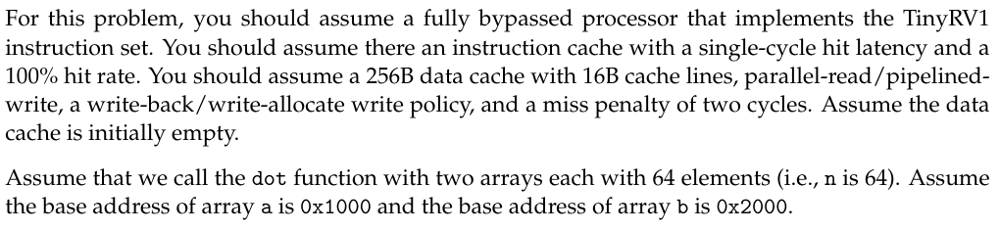 For this problem, you should assume a fully bypassed processor that implements the TinyRV1
instruction set. You should assume there an instruction cache with a single-cycle hit latency and a
100% hit rate. You should assume a 256B data cache with 16B cache lines, parallel-read/pipelined-
write, a write-back/write-allocate write policy, and a miss penalty of two cycles. Assume the data
cache is initially empty.
Assume that we call the dot function with two arrays each with 64 elements (i.e., n is 64). Assume
the base address of array a is 0x1000 and the base address of array b is 0x2000.